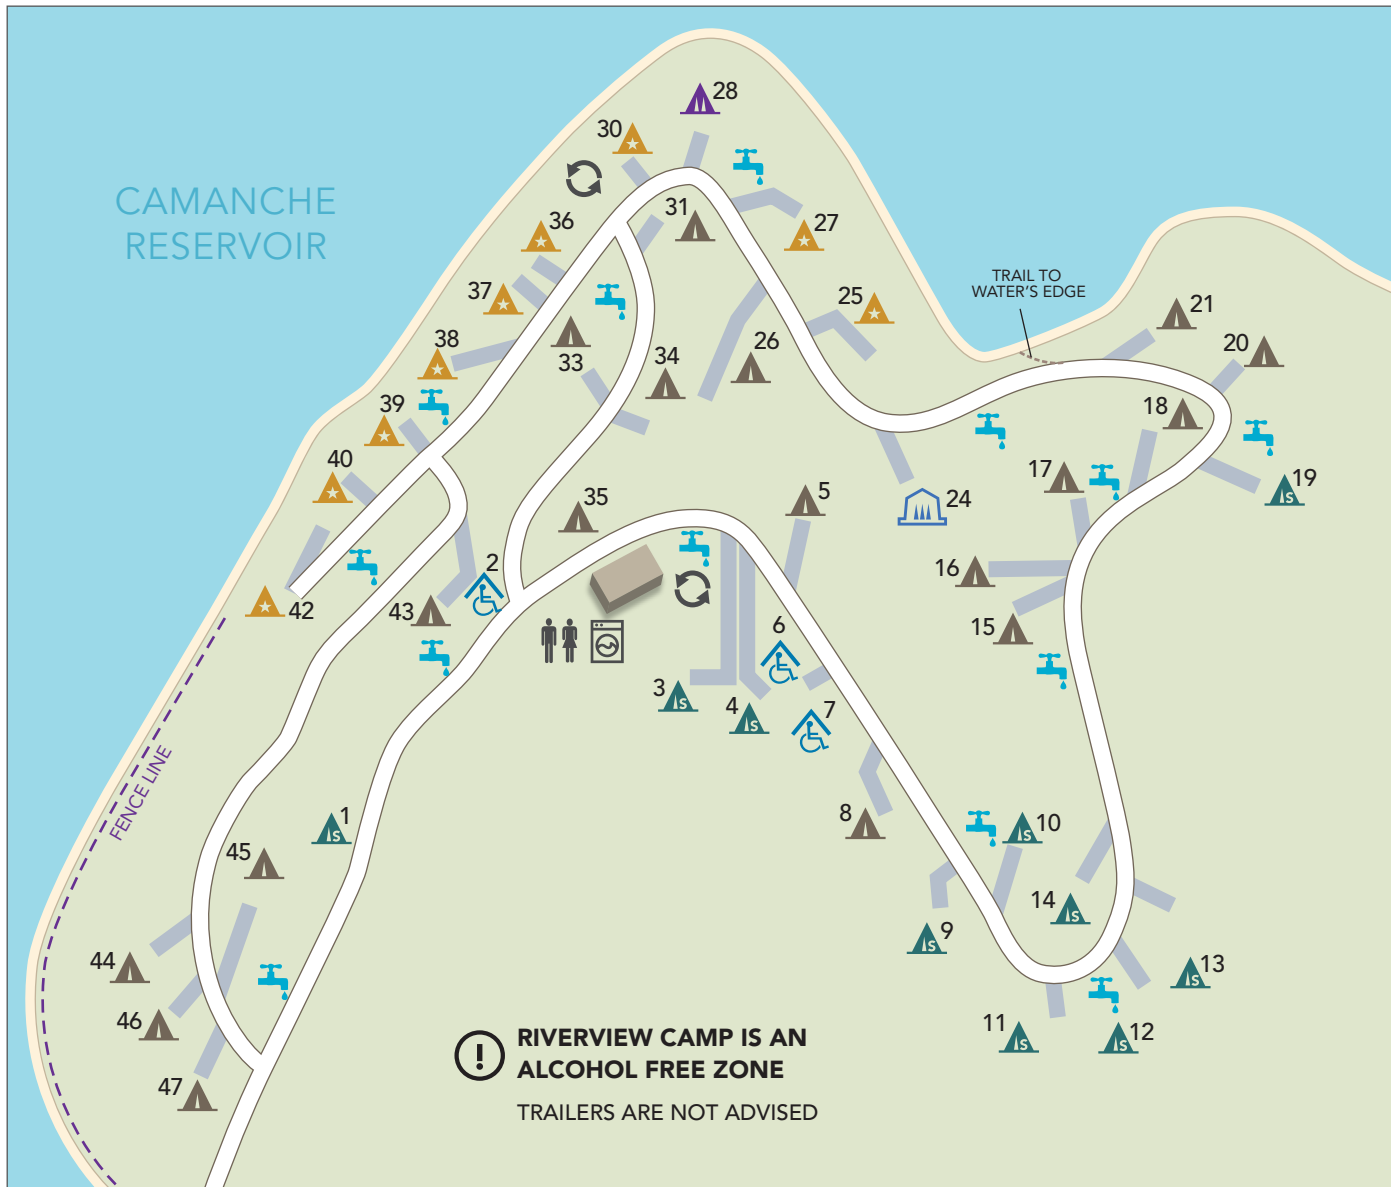 28
30
36
31
27
CAMANCHE
RESERVOIR
37
25
TRAIL TO
WATER'S EDGE
21
38
33
34
26
20
39
18
40
17
5
24
19
35
2
16
42
43
6
15
3
4
7
FENCE LINE
1
8
10
45
14
9
44
13
46
11
12
RIVERVIEW CAMP IS AN
ALCOHOL FREE ZONE
47
TRAILERS ARE NOT ADVISED
S
S
S
S
S
S
S
S
S
S
!